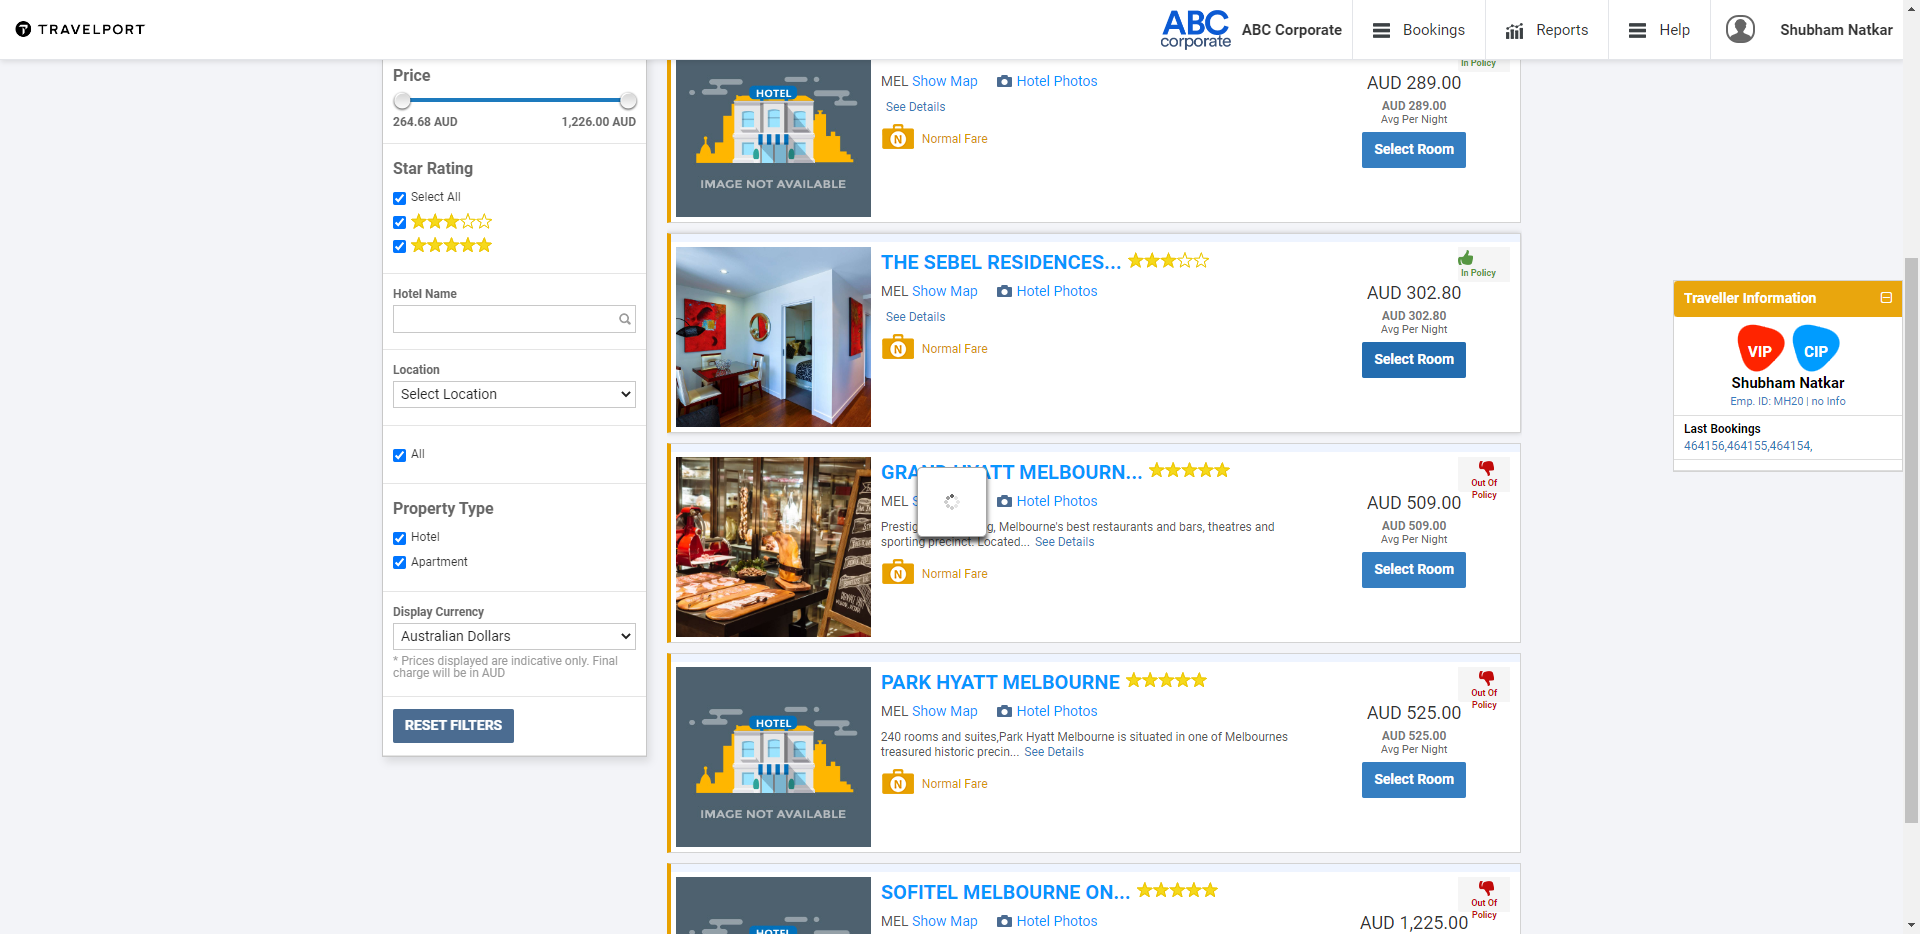 TRAVELPORT
ABC
corporate
ABC Corporate
Bookings
Reports
Help
Shubham Natkar
Price
264.68 AUD
1,226.00 AUD
Star Rating
Select All
Hotel Name
Location
Select Location
All
Property Type
Hotel
Apartment
Display Currency
Australian Dollars
* Prices displayed are indicative only. Final
charge will be in AUD
RESET FILTERS
HOTEL
IMAGE NOT AVAILABLE
MEL Show Map
Hotel Photos
See Details
N
Normal Fare
In Policy
AUD 289.00
AUD 289.00
Avg Per Night
Select Room
THE SEBEL RESIDENCES...
MEL Show Map
Hotel Photos
See Details
N
Normal Fare
In Policy
AUD 302.80
AUD 302.80
Avg Per Night
Select Room
MELBOURN...
MEL
Hotel Photos
Melbourne's best restaurants and bars, theatres and
sporting precinct. Located... See Details
N
Normal Fare
Out Of
Policy
AUD 509.00
AUD 509.00
Avg Per Night
Select Room
HOTEL
IMAGE NOT AVAILABLE
PARK HYATT MELBOURNE
MEL Show Map
Hotel Photos
240 rooms and suites,Park Hyatt Melbourne is situated in one of Melbournes
treasured historic precin... See Details
N
Normal Fare
Out Of
Policy
AUD 525.00
AUD 525.00
Avg Per Night
Select Room
HOTEL
SOFITEL MELBOURNE ON...
MEL Show Map
Hotel Photos
Out Of
Policy
AUD 1,225.00
Traveller Information
VIP
CIP
Shubham Natkar
Emp. ID: MH20 | no Info
Last Bookings
464156,464155,464154,